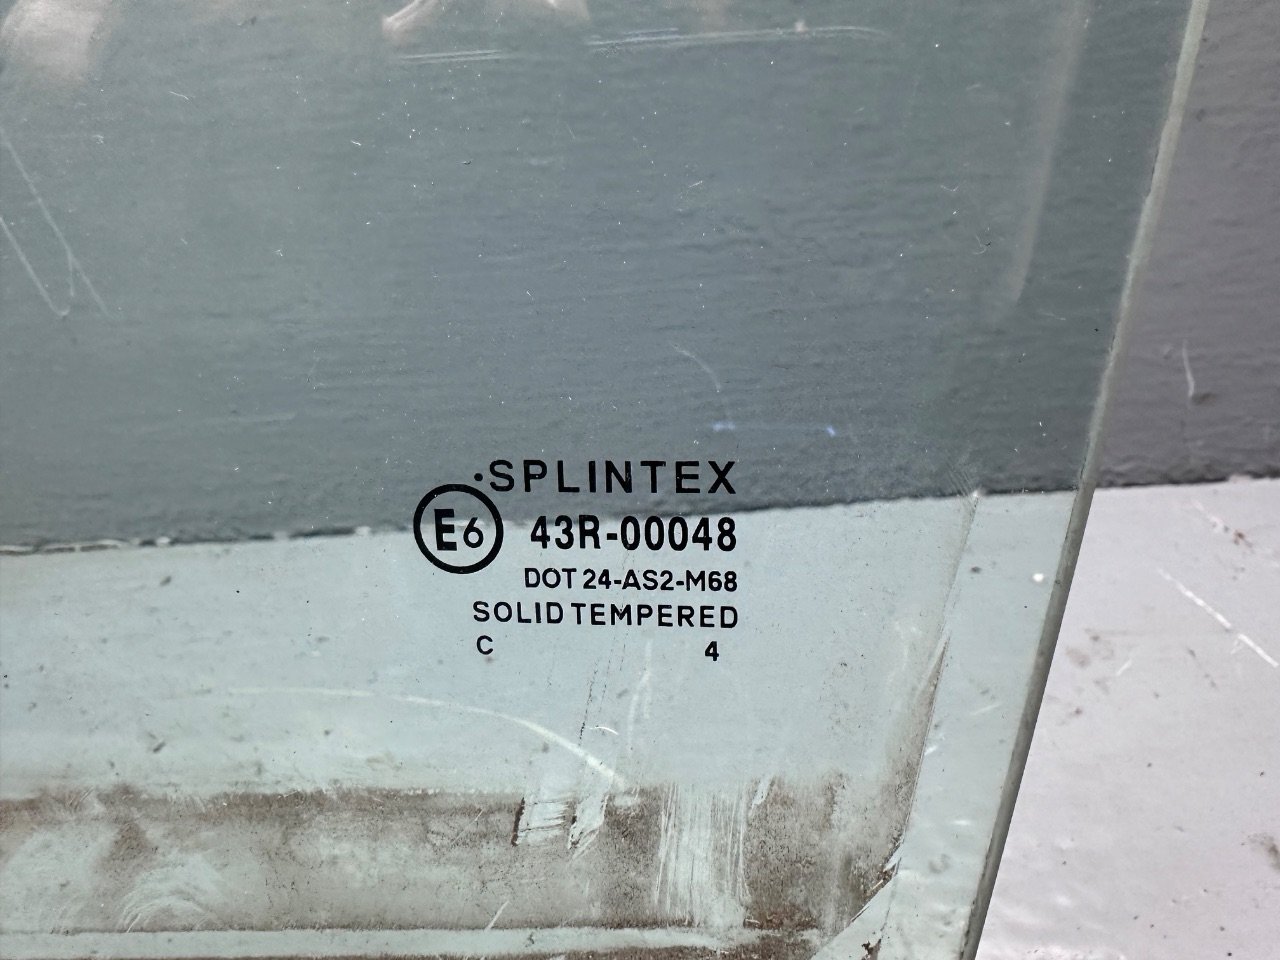 ·SPLINTEX
E6 43R-00048
DOT 24-AS2-M68
SOLID TEMPERED
C 4